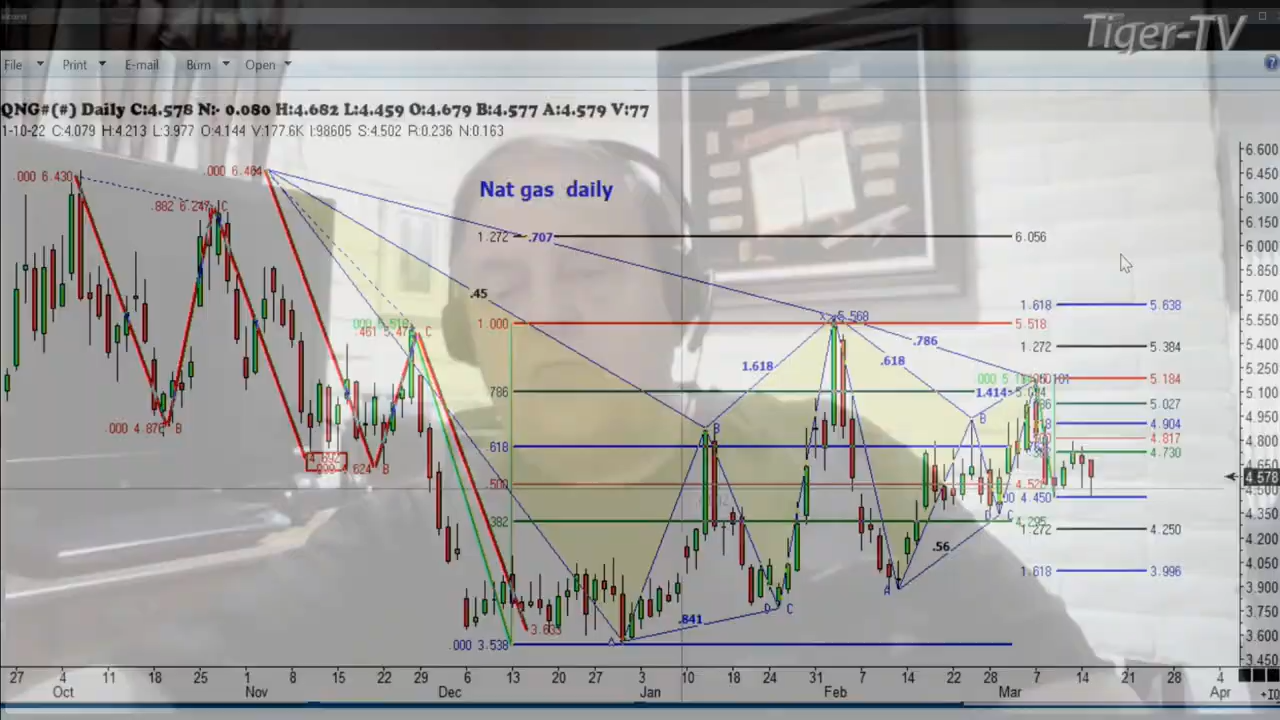 Tiger-TV
File Print E-mail Burn Open
QNG#(#) Daily C:4.578 N:- 0.080 H:4.682 L:4.459 O:4.679 B:4.577 A:4.579 V:77
1-10-22 C:4.079 H:4.213 L:3.977 O:4.144 V:177.6K I:98605 S:4.502 R:0.236 N:0.163
Nat gas daily
.000 6.430
.000 6.464
.882 6.247 C
1.272 .707 6.056
.45
1.618 5.638
1.000 5.518
X 5.568
.461 5.47 C
1.618
.618
.786
1.272 5.384
5.184
786
1.414
5.027
B
B
4.904
.618
4.817
4.730
.000 4.876 B
B
.500 4.52
4.578
4.450
382 4.295
C
1.272 4.250
.56
1.618 3.996
A
D C
.841
3.633
A
.000 3.538
6.600
6.450
6.300
6.150
6.000
5.850
5.700
5.550
5.400
5.250
5.100
4.950
4.800
4.650
4.500
4.350
4.200
4.050
3.900
3.750
3.600
3.450
27 4 11 18 25 1 8 15 22 29 6 13 20 27 3 10 18 24 31 7 14 22 28 7 14 21 28 4
Oct Nov Dec Jan Feb Mar Apr